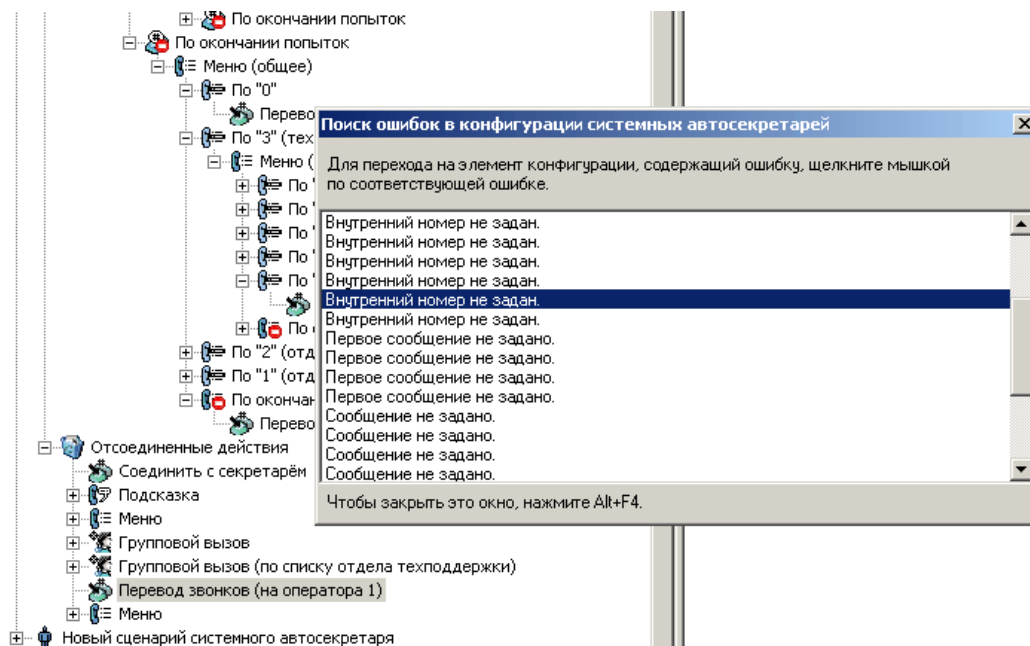 По окончании попыток
По окончании попыток
Меню (общее)
По "0"
Перево
По "3" (тех
Меню (
По "
По "
По "
По "
По "
По
По "2" (отд
По "1" (отд
По окончан
Перево
Поиск ошибок в конфигурации системных автосекретарей
Для перехода на элемент конфигурации, содержащий ошибку, щелкните мышкой
по соответствующей ошибке.
Внутренний номер не задан.
Внутренний номер не задан.
Внутренний номер не задан.
Внутренний номер не задан.
Внутренний номер не задан.
Внутренний номер не задан.
Первое сообщение не задано.
Первое сообщение не задано.
Первое сообщение не задано.
Первое сообщение не задано.
Сообщение не задано.
Сообщение не задано.
Сообщение не задано.
Сообщение не задано.
Чтобы закрыть это окно, нажмите Alt+F4.
Отсоединенные действия
Соединить с секретарём
Подсказка
Меню
Групповой вызов
Групповой вызов (по списку отдела техподдержки)
Перевод звонков (на оператора 1)
Меню
Новый сценарий системного автосекретаря